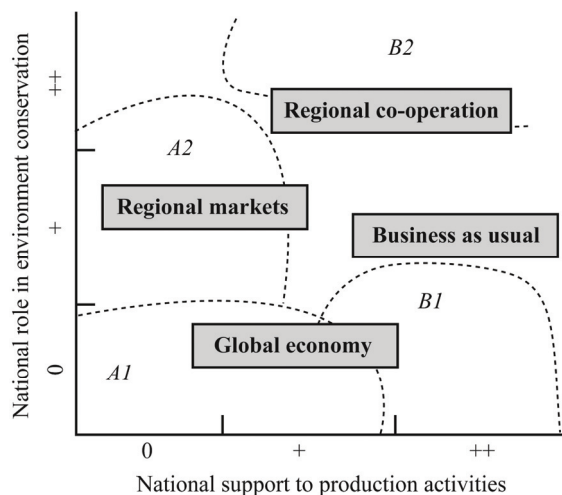 National role in environment conservation
++
+
0
B2
Regional co-operation
A2
Regional markets
Business as usual
B1
Global economy
A1
0 + ++
National support to production activities